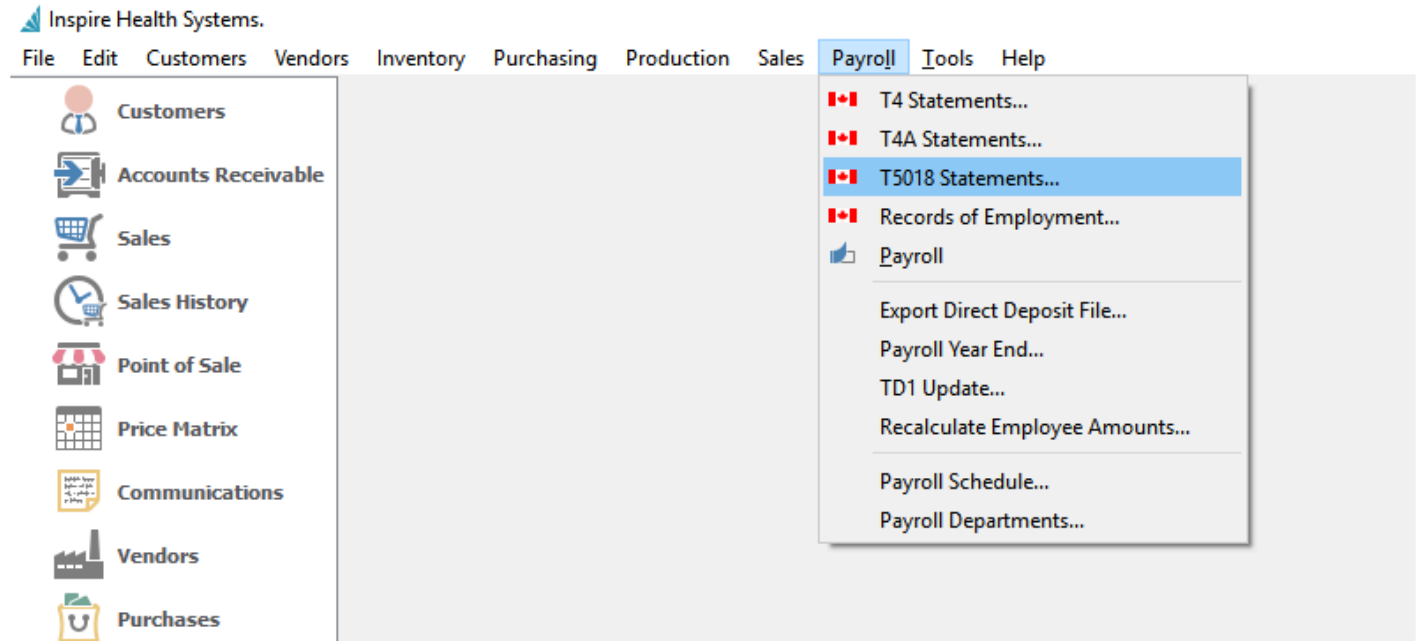 Inspire Health Systems.
File Edit Customers Vendors Inventory Purchasing Production Sales Payroll Tools Help
Customers
Accounts Receivable
Sales
Sales History
Point of Sale
Price Matrix
Communications
Vendors
Purchases
T4 Statements...
T4A Statements...
T5018 Statements...
Records of Employment...
Payroll
Export Direct Deposit File...
Payroll Year End...
TD1 Update...
Recalculate Employee Amounts...
Payroll Schedule...
Payroll Departments...